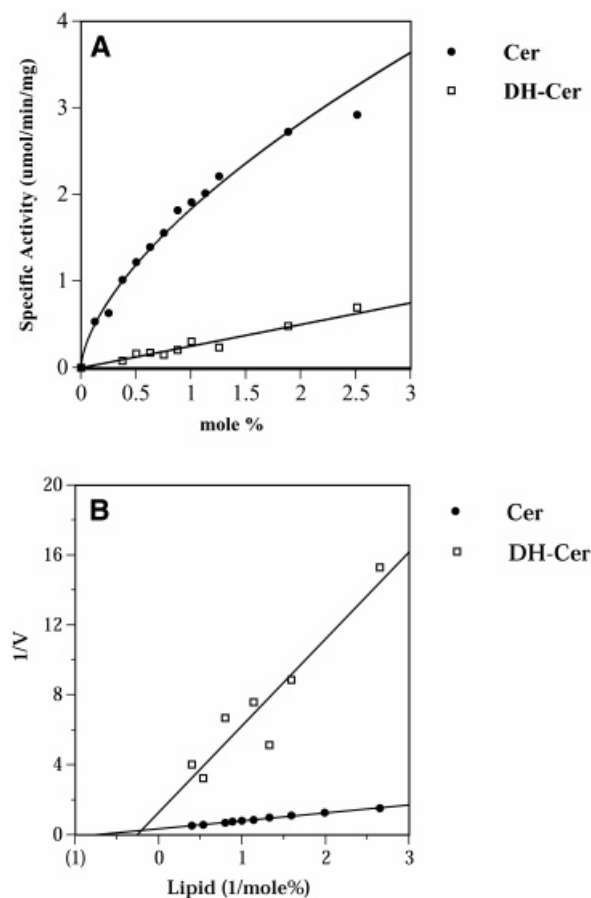 A
4
3
2
1
0
Specific Activity (umol/min/mg)
0 0.5 1 1.5 2 2.5 3
mole %
Cer
DH-Cer
B
20
16
12
8
4
0
1/V
(1) 0 1 2 3
Lipid (1/mole%)
Cer
DH-Cer